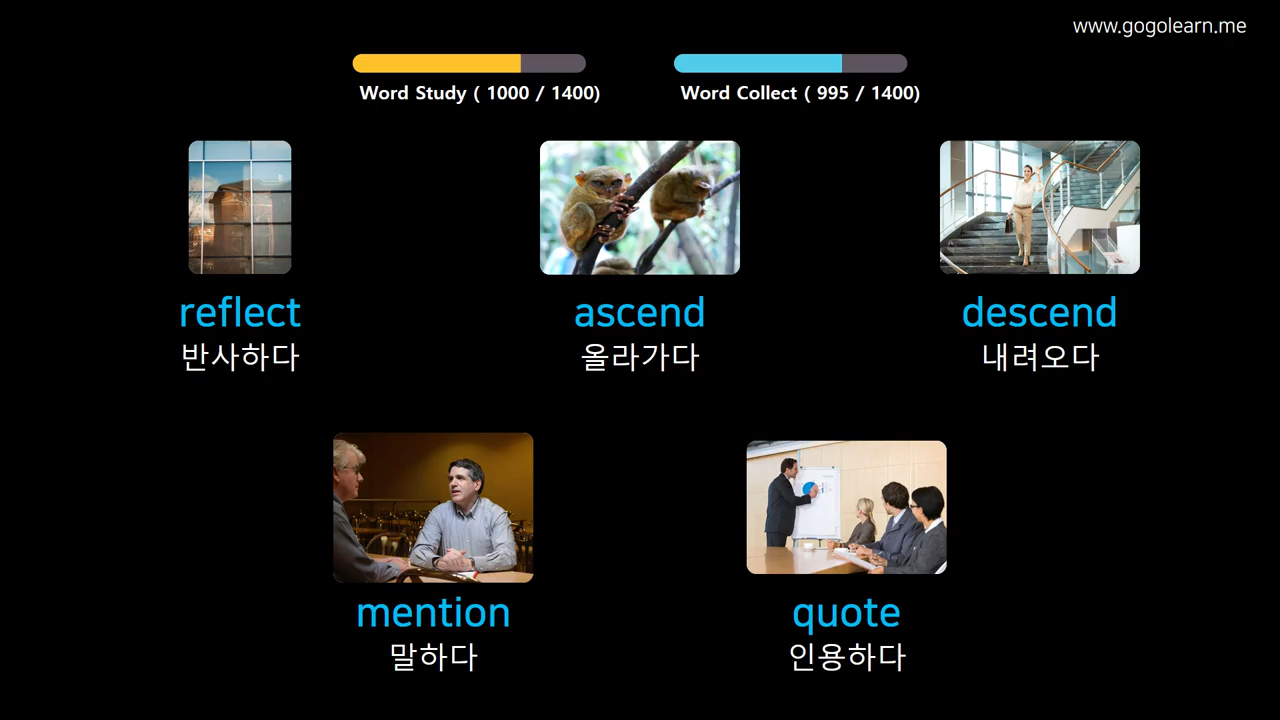 www.gogolearn.me
Word Study ( 1000 / 1400)
Word Collect ( 995 / 1400)
reflect
반사하다
ascend
올라가다
descend
내려오다
mention
말하다
quote
인용하다